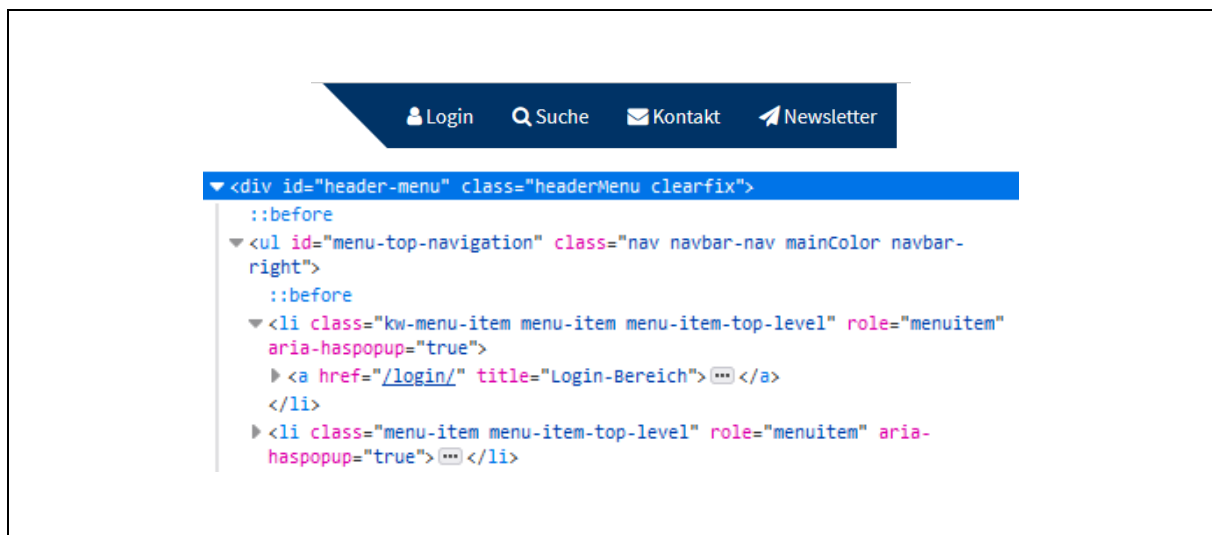 Login Suche Kontakt Newsletter
<div id="header-menu" class="headerMenu clearfix">
::before
<ul id="menu-top-navigation" class="nav navbar-nav mainColor navbar-
right">
::before
<li class="kw-menu-item menu-item menu-item-top-level" role="menuitem"
aria-haspopup="true">
<a href="/login/" title="Login-Bereich">…</a>
</li>
<li class="menu-item menu-item-top-level" role="menuitem" aria-
haspopup="true">…</li>